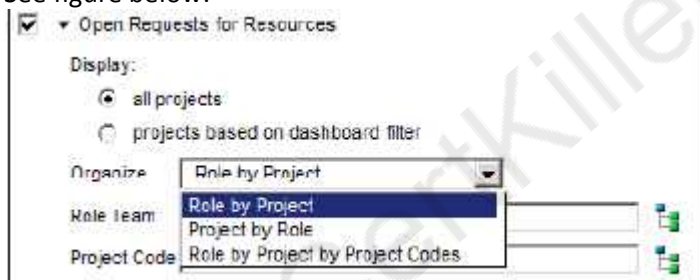 See figure below:
Open Requests for Resources
Display:
all projects
projects based on dashboard filter
Organize Role by Project
Role Team Role by Project
Project by Role
Project Code Role by Project by Project Codes